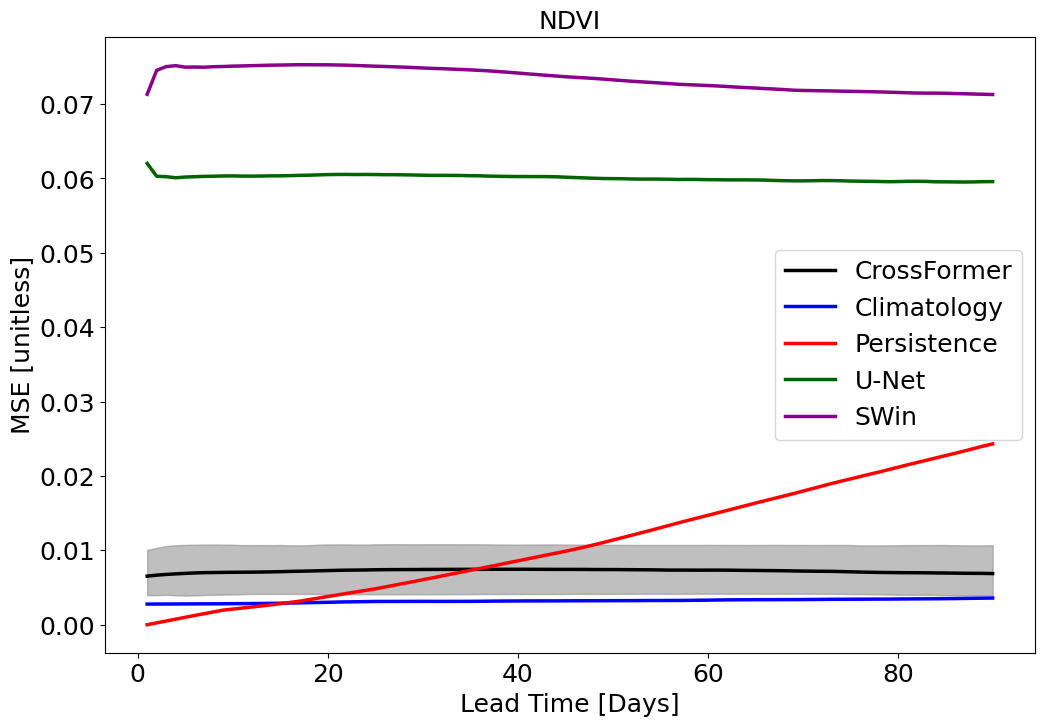 NDVI
MSE [unitless]
0.07
0.06
0.05
0.04
0.03
0.02
0.01
0.00
CrossFormer
Climatology
Persistence
U-Net
SWin
0 20 40 60 80
Lead Time [Days]